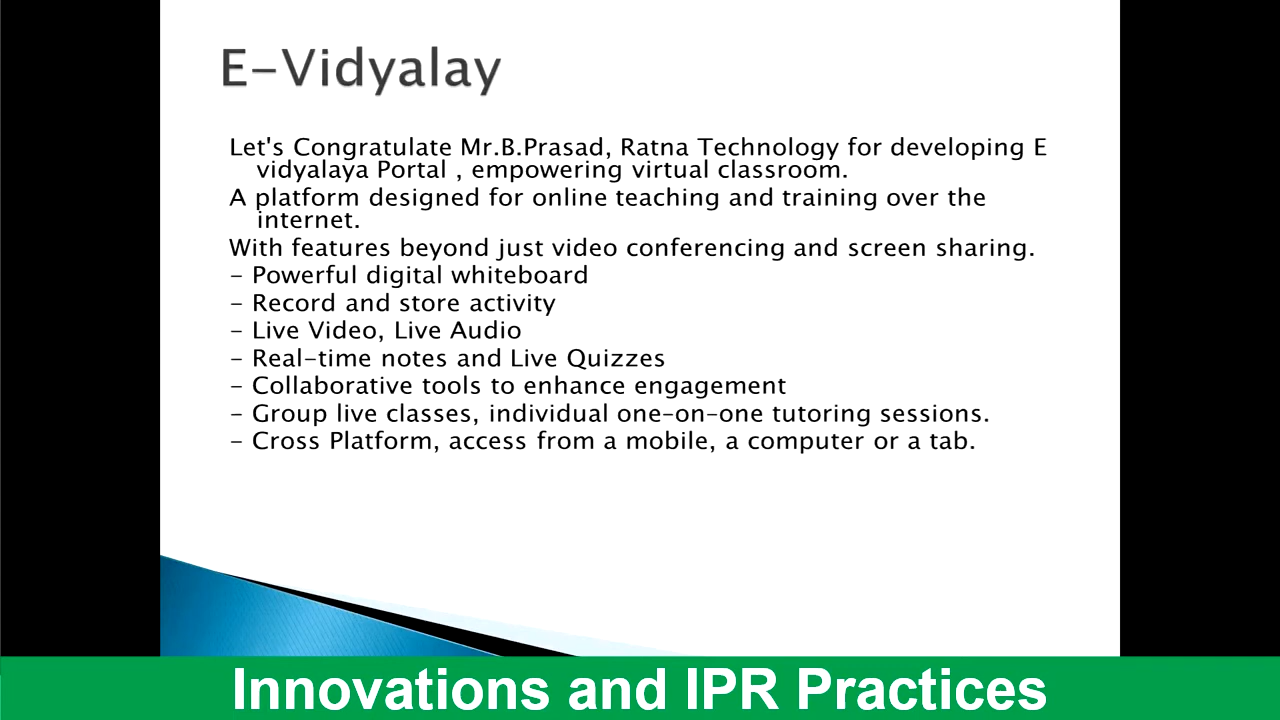 E-Vidyalay
Let's Congratulate Mr.B.Prasad, Ratna Technology for developing E
vidyalaya Portal , empowering virtual classroom.
A platform designed for online teaching and training over the
internet.
With features beyond just video conferencing and screen sharing.
- Powerful digital whiteboard
- Record and store activity
- Live Video, Live Audio
- Real-time notes and Live Quizzes
- Collaborative tools to enhance engagement
- Group live classes, individual one-on-one tutoring sessions.
- Cross Platform, access from a mobile, a computer or a tab.
Innovations and IPR Practices